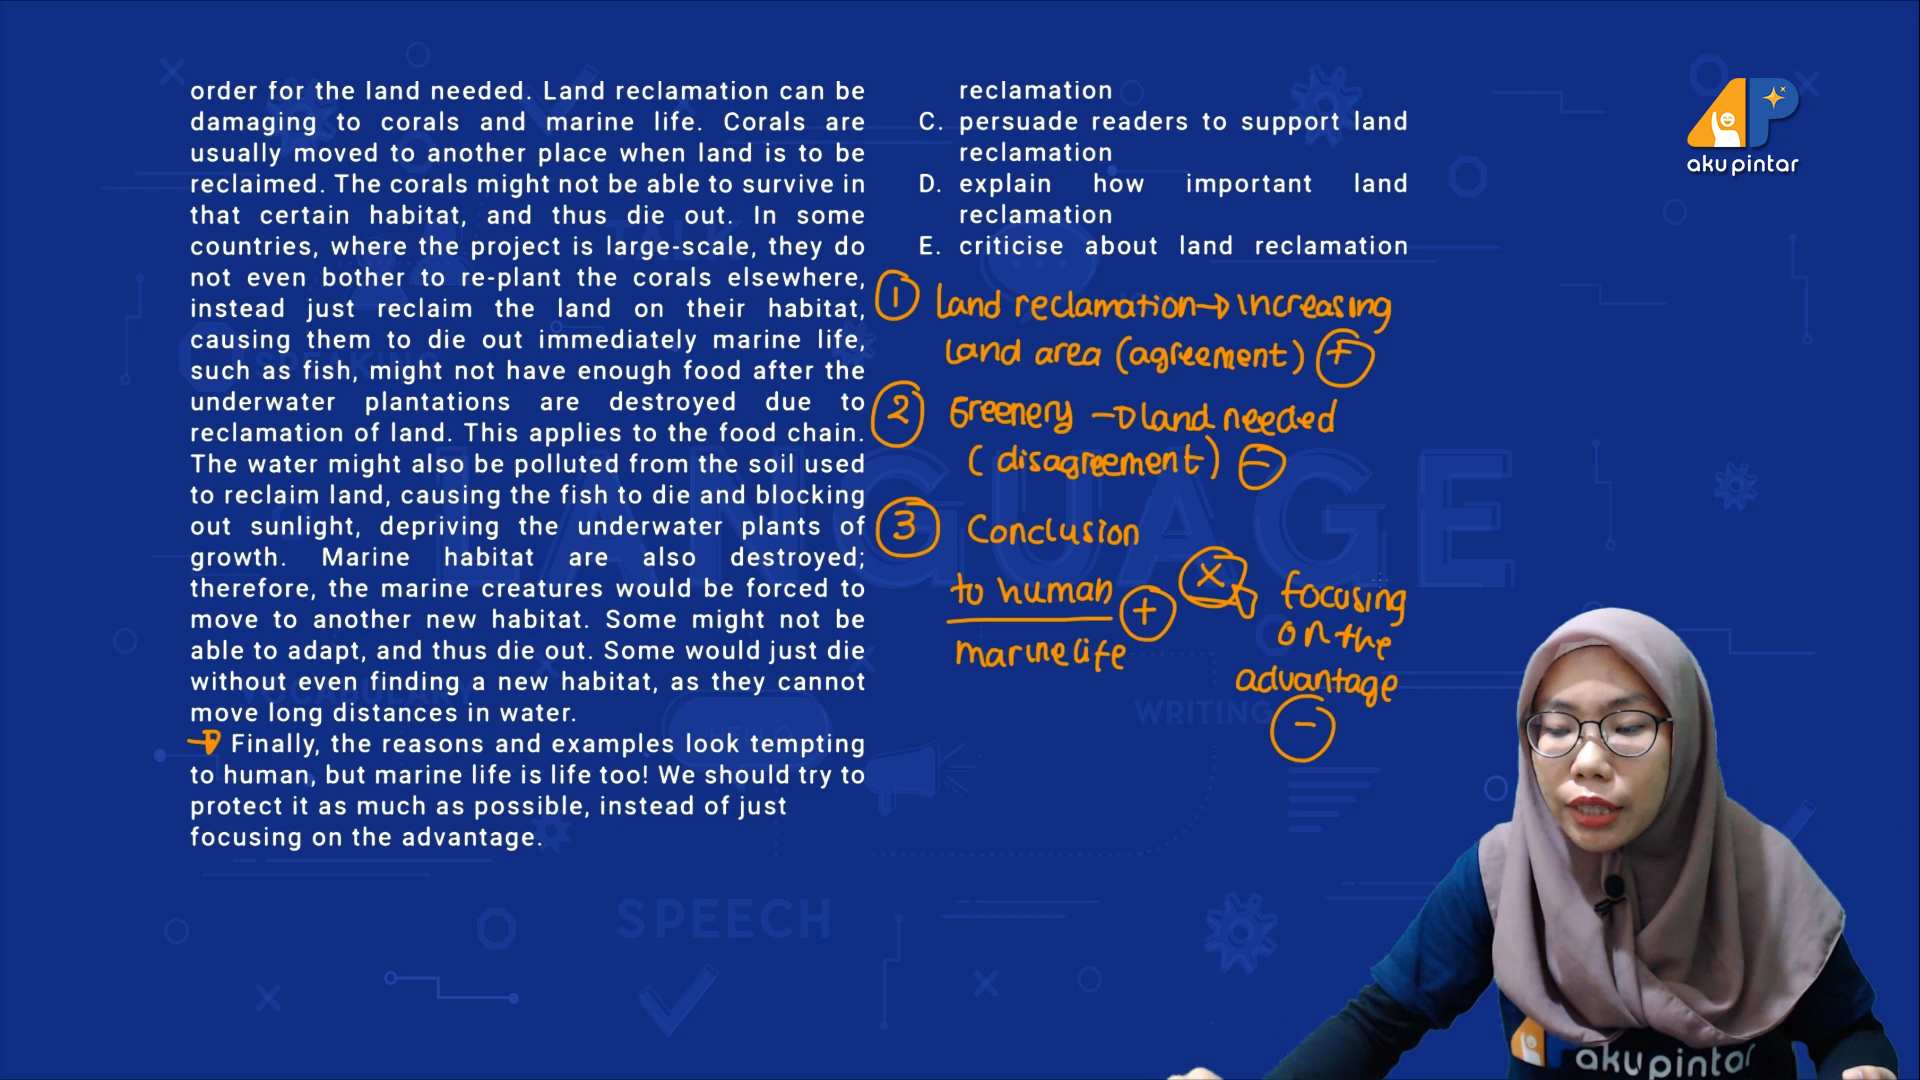 order for the land needed. Land reclamation can be
damaging to corals and marine life. Corals are
usually moved to another place when land is to be
reclaimed. The corals might not be able to survive in
that certain habitat, and thus die out. In some
countries, where the project is large-scale, they do
not even bother to re-plant the corals elsewhere,
instead just reclaim the land on their habitat,
causing them to die out immediately marine life,
such as fish, might not have enough food after the
underwater plantations are destroyed due to
reclamation of land. This applies to the food chain.
The water might also be polluted from the soil used
to reclaim land, causing the fish to die and blocking
out sunlight, depriving the underwater plants of
growth. Marine habitat are also destroyed;
therefore, the marine creatures would be forced to
move to another new habitat. Some might not be
able to adapt, and thus die out. Some would just die
without even finding a new habitat, as they cannot
move long distances in water.
Finally, the reasons and examples look tempting
to human, but marine life is life too! We should try to
protect it as much as possible, instead of just
focusing on the advantage.
reclamation
C. persuade readers to support land
reclamation
D. explain how important land
reclamation
E. criticise about land reclamation
1 Land reclamation → increasing
land area (agreement) +
2 Greenery → land needed
(disagreement) -
3 Conclusion
to human +
marine life
X focusing
on the
advantage
-
AP
aku pintar
LANGUAGE
WRITING
SPEECH
aku pintar